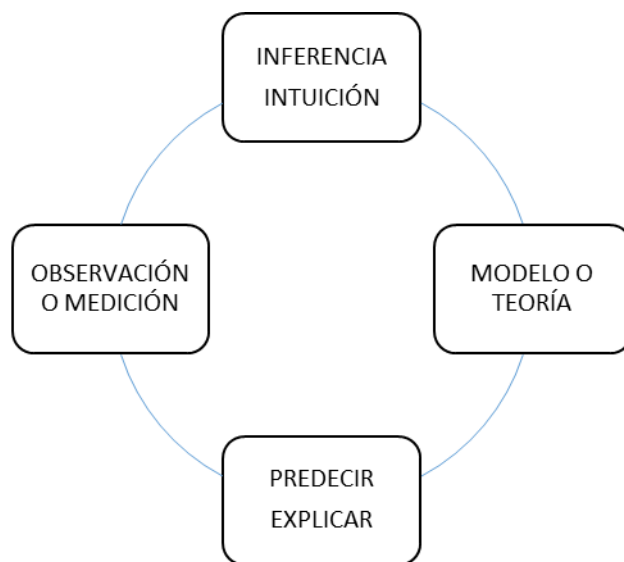 INFERENCIA
INTUICIÓN
OBSERVACIÓN
O MEDICIÓN
MODELO O
TEORÍA
PREDECIR
EXPLICAR